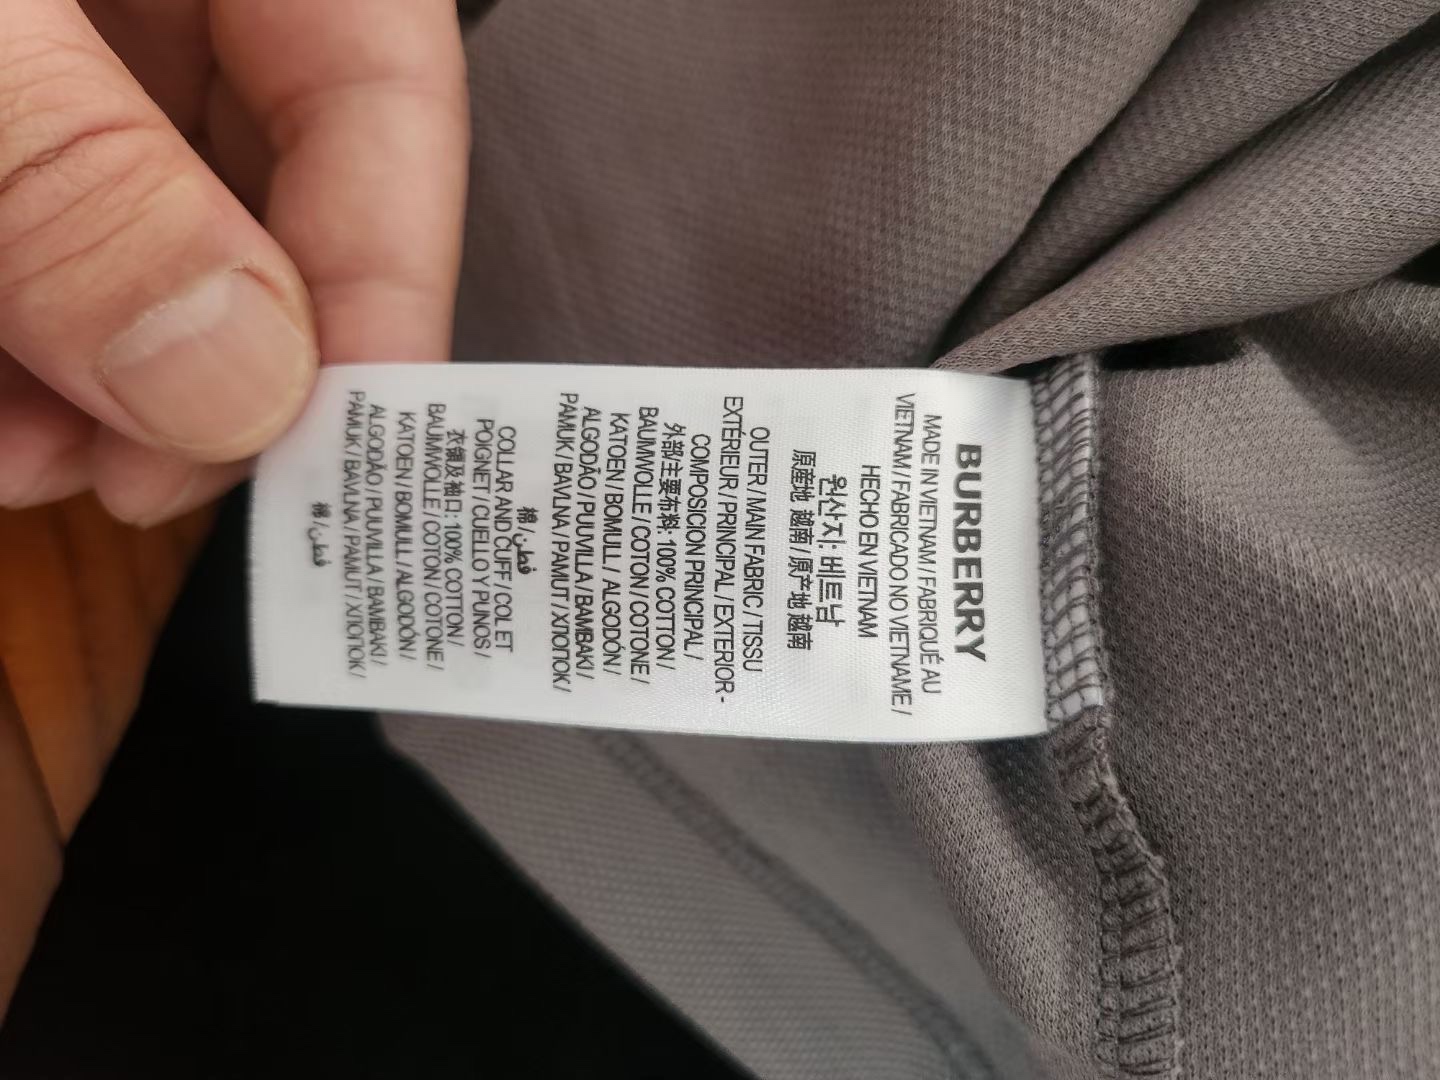 BURBERRY
MADE IN VIETNAM / FABRIQUÉ AU
VIETNAM / FABRICADO NO VIETNAME /
HECHO EN VIETNAM
원산지: 베트남
原産地 越南 / 原产地 越南
OUTER / MAIN FABRIC / TISSU
EXTÉRIEUR / PRINCIPAL / EXTERIOR -
COMPOSICION PRINCIPAL /
外部主要布料: 100% COTTON /
BAUMWOLLE / COTON / COTONE /
KATOEN / BOMULL / ALGODÓN /
ALGODÃO / PUUVILLA / BAMBAKI /
PAMUK / BAVLNA / PAMUT / ХЛОПОК /
棉 / قطن
COLLAR AND CUFF / COL ET
POIGNET / CUELLO Y PUNOS /
衣領及袖口: 100% COTTON /
BAUMWOLLE / COTON / COTONE /
KATOEN / BOMULL / ALGODÓN /
ALGODÃO / PUUVILLA / BAMBAKI /
PAMUK / BAVLNA / PAMUT / ХЛОПОК /
棉 / قطن